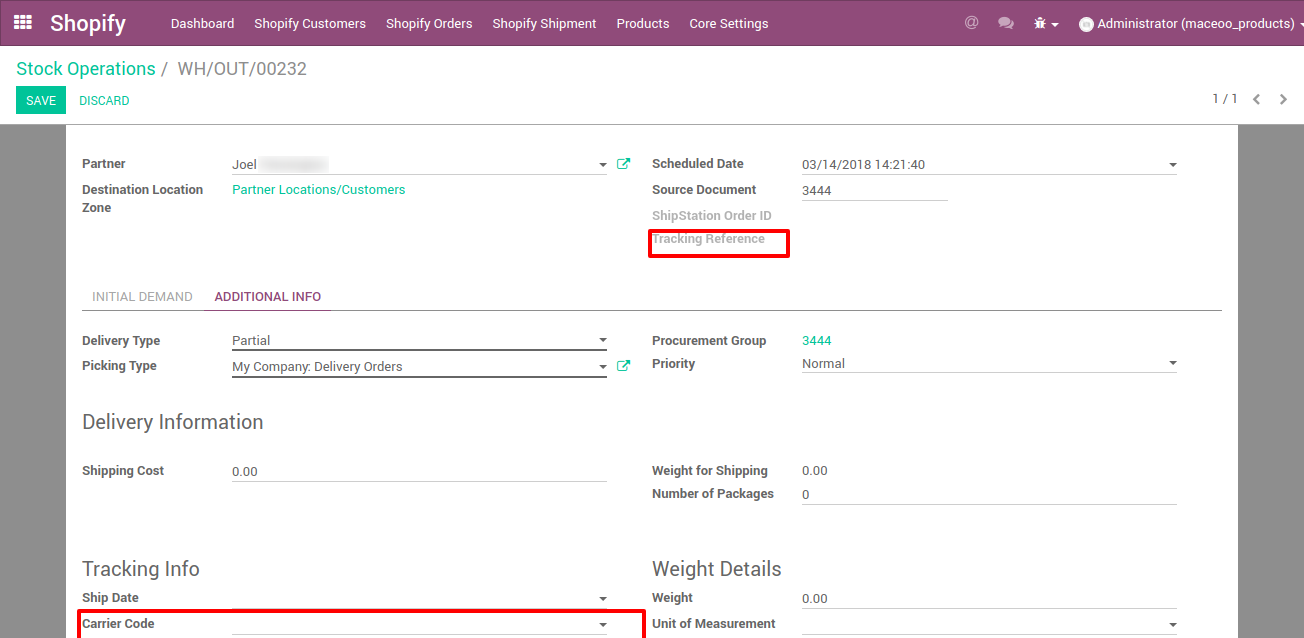 Shopify Dashboard Shopify Customers Shopify Orders Shopify Shipment Products Core Settings @ Administrator (maceoo_products)
Stock Operations / WH/OUT/00232
SAVE DISCARD 1 / 1
Partner Joel Scheduled Date 03/14/2018 14:21:40
Destination Location Zone Partner Locations/Customers Source Document 3444
ShipStation Order ID
Tracking Reference
INITIAL DEMAND ADDITIONAL INFO
Delivery Type Partial Procurement Group 3444
Picking Type My Company: Delivery Orders Priority Normal
Delivery Information
Shipping Cost 0.00 Weight for Shipping 0.00
Number of Packages 0
Tracking Info Weight Details
Ship Date Weight 0.00
Carrier Code Unit of Measurement